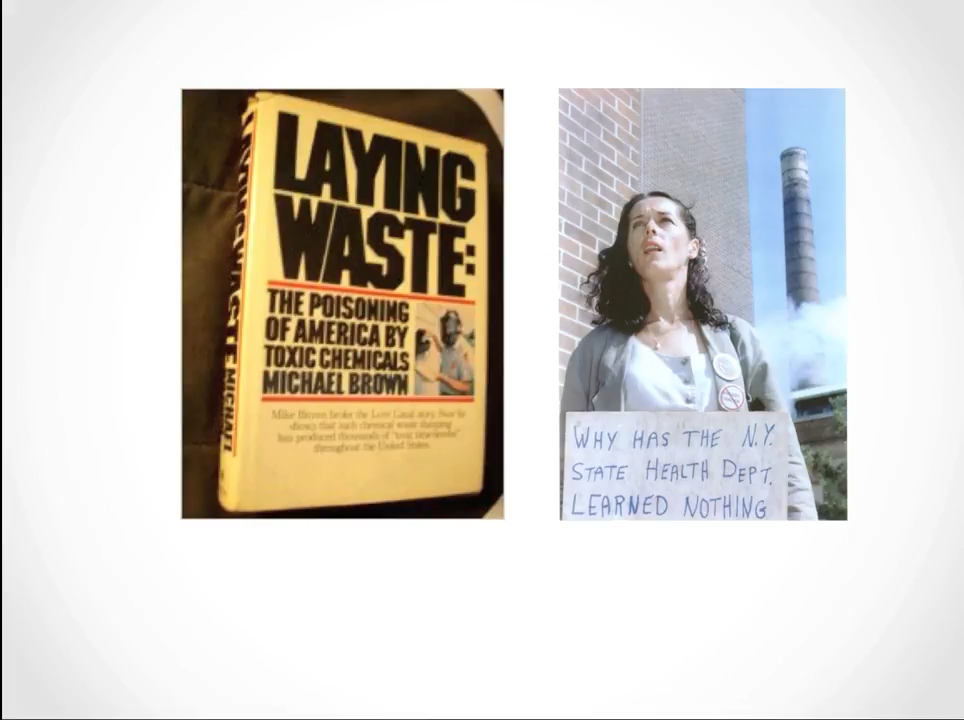 LAYING
WASTE:
THE POISONING
OF AMERICA BY
TOXIC CHEMICALS
MICHAEL BROWN
Mike Brown broke the Love Canal story. Now he
shows that such chemical waste dumping
has produced thousands of "toxic time bombs"
throughout the United States.
LAYING WASTE MICHAEL
WHY HAS THE N.Y.
STATE HEALTH DEPT.
LEARNED NOTHING